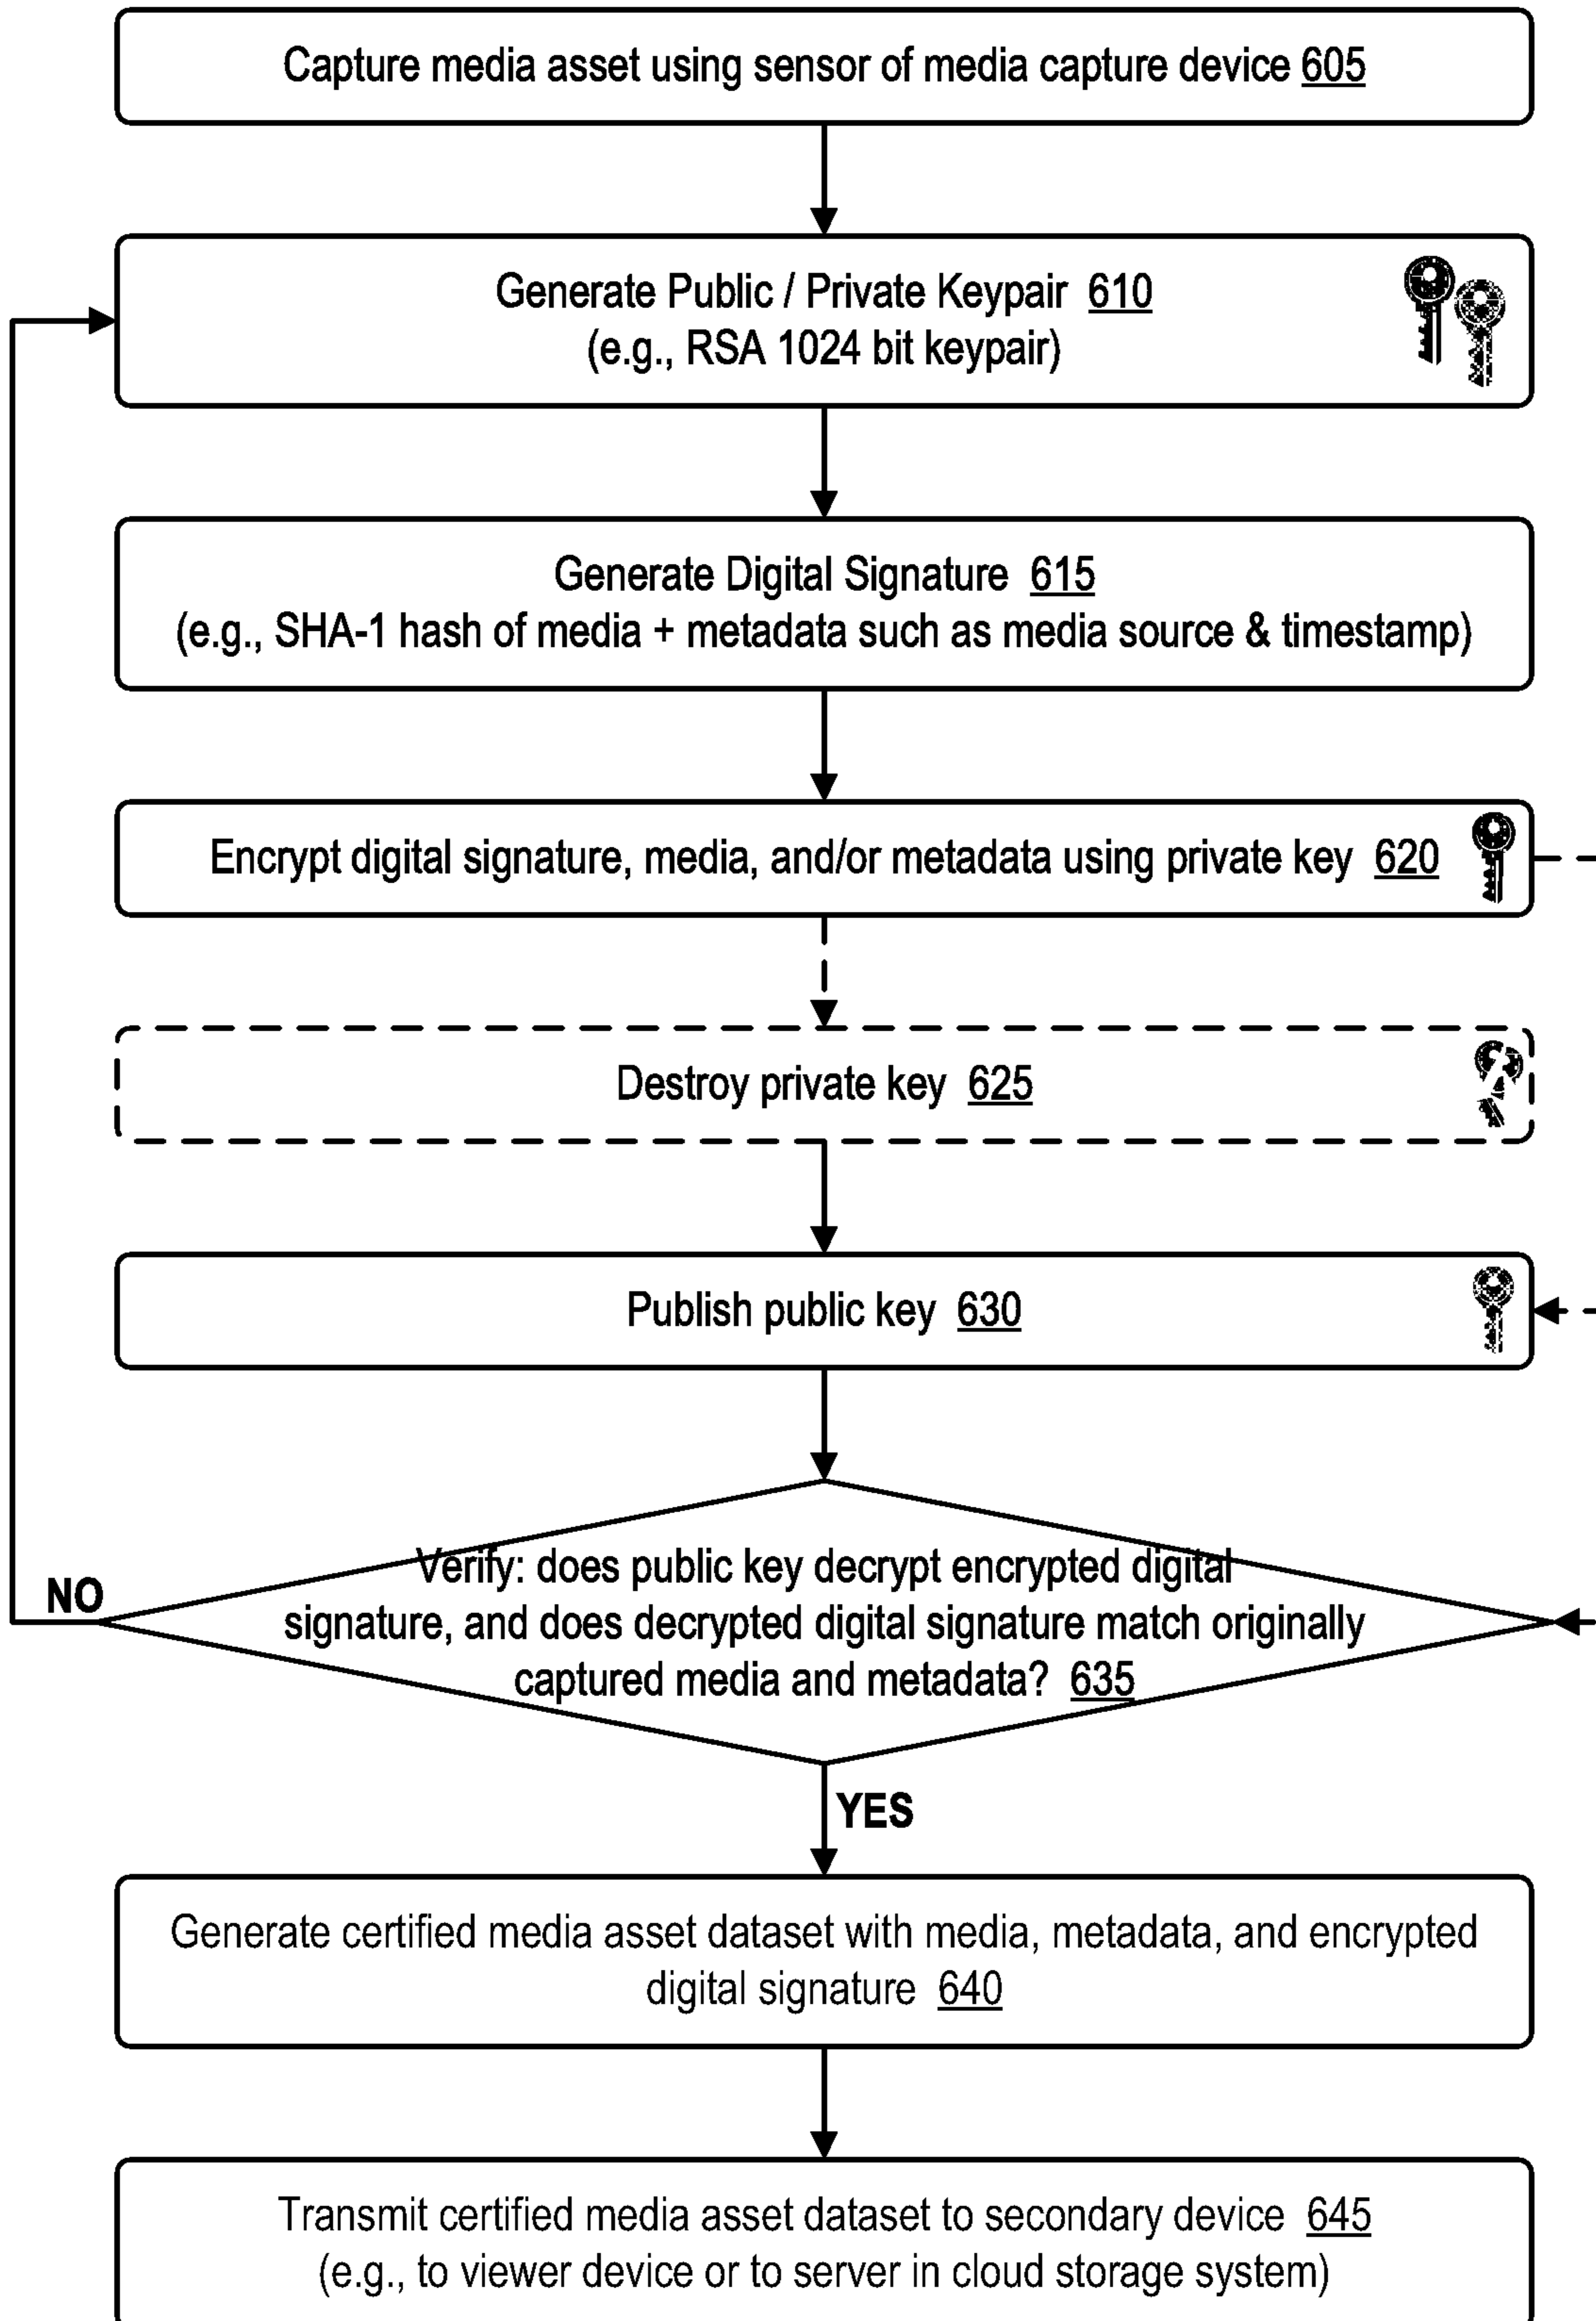 Capture media asset using sensor of media capture device 605
Generate Public / Private Keypair 610
(e.g., RSA 1024 bit keypair)
Generate Digital Signature 615
(e.g., SHA-1 hash of media + metadata such as media source & timestamp)
Encrypt digital signature, media, and/or metadata using private key 620
Destroy private key 625
Publish public key 630
Verify: does public key decrypt encrypted digital
signature, and does decrypted digital signature match originally
captured media and metadata? 635
NO
YES
Generate certified media asset dataset with media, metadata, and encrypted
digital signature 640
Transmit certified media asset dataset to secondary device 645
(e.g., to viewer device or to server in cloud storage system)